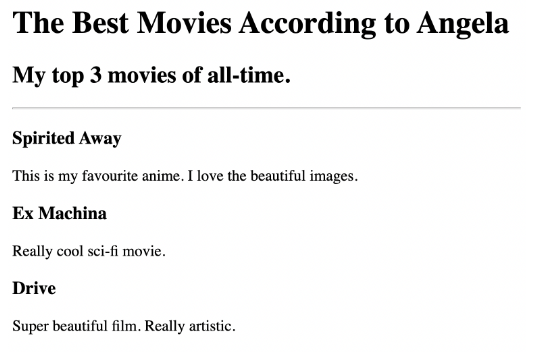 The Best Movies According to Angela
My top 3 movies of all-time.
Spirited Away
This is my favourite anime. I love the beautiful images.
Ex Machina
Really cool sci-fi movie.
Drive
Super beautiful film. Really artistic.